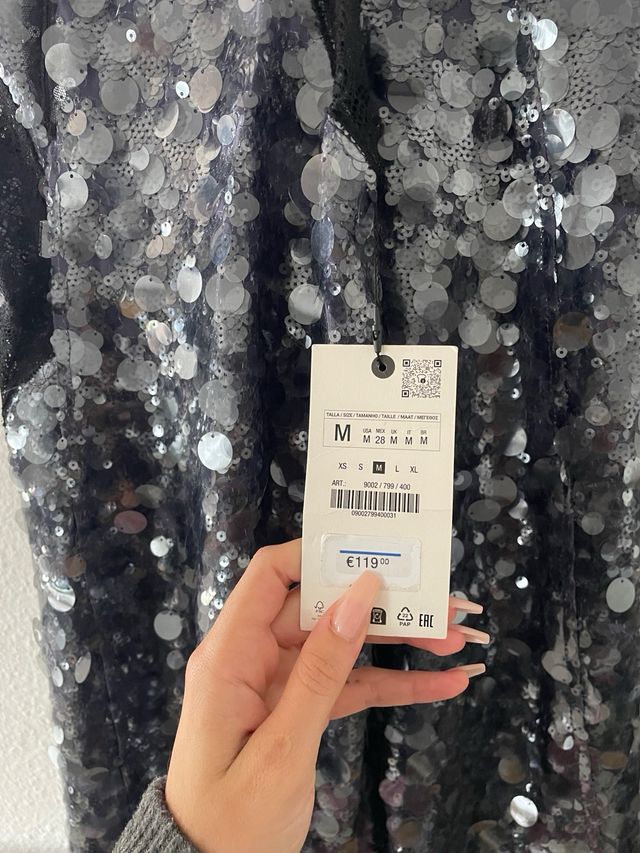 TALLA / SIZE / TAMANHO / TAILLE / MAAT / ΜΕΓΕΘΟΣ
M USA M MEX 28 UK M IT M BR M
XS S M L XL
ART.: 9002 / 799 / 400
09002799400031
€119 00
22
PAP
EAC